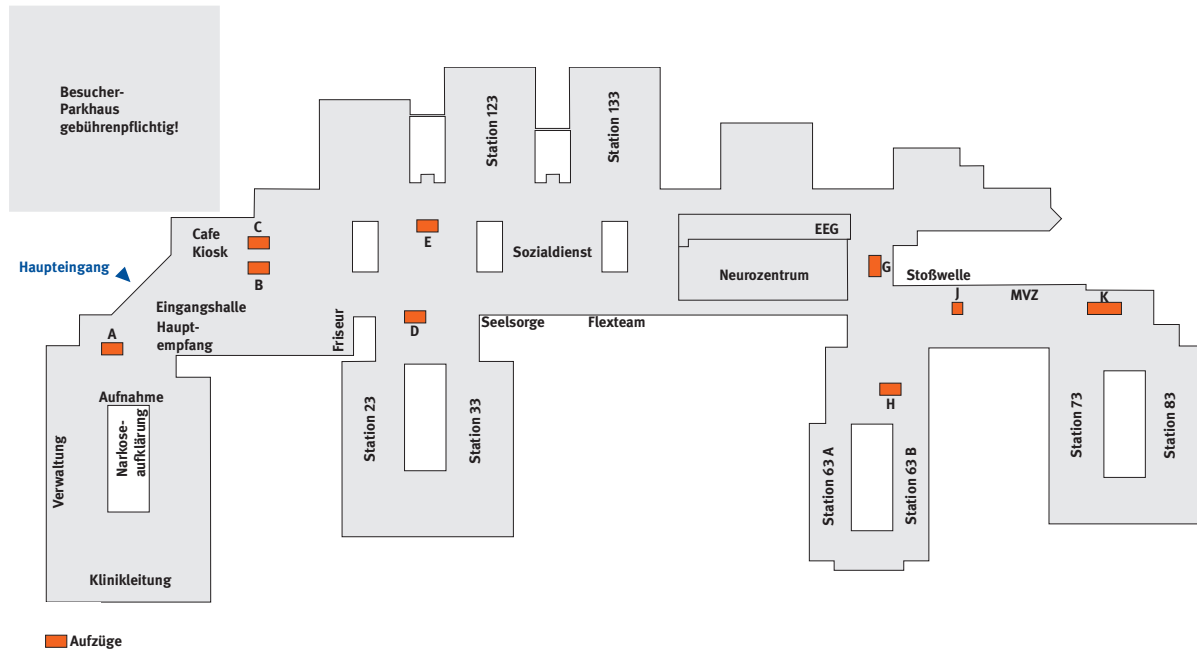 Besucher-
Parkhaus
gebührenpflichtig!
Station 123
Station 133
Cafe
Kiosk
C
B
E
Sozialdienst
EEG
Neurozentrum
G
Stoßwelle
Haupteingang
J
MVZ
K
Eingangshalle
Haupt-
empfang
A
Friseur
D
Seelsorge
Flexteam
Aufnahme
Narkose-
aufklärung
Verwaltung
Station 23
Station 33
H
Station 63 A
Station 63 B
Station 73
Station 83
Klinikleitung
Aufzüge